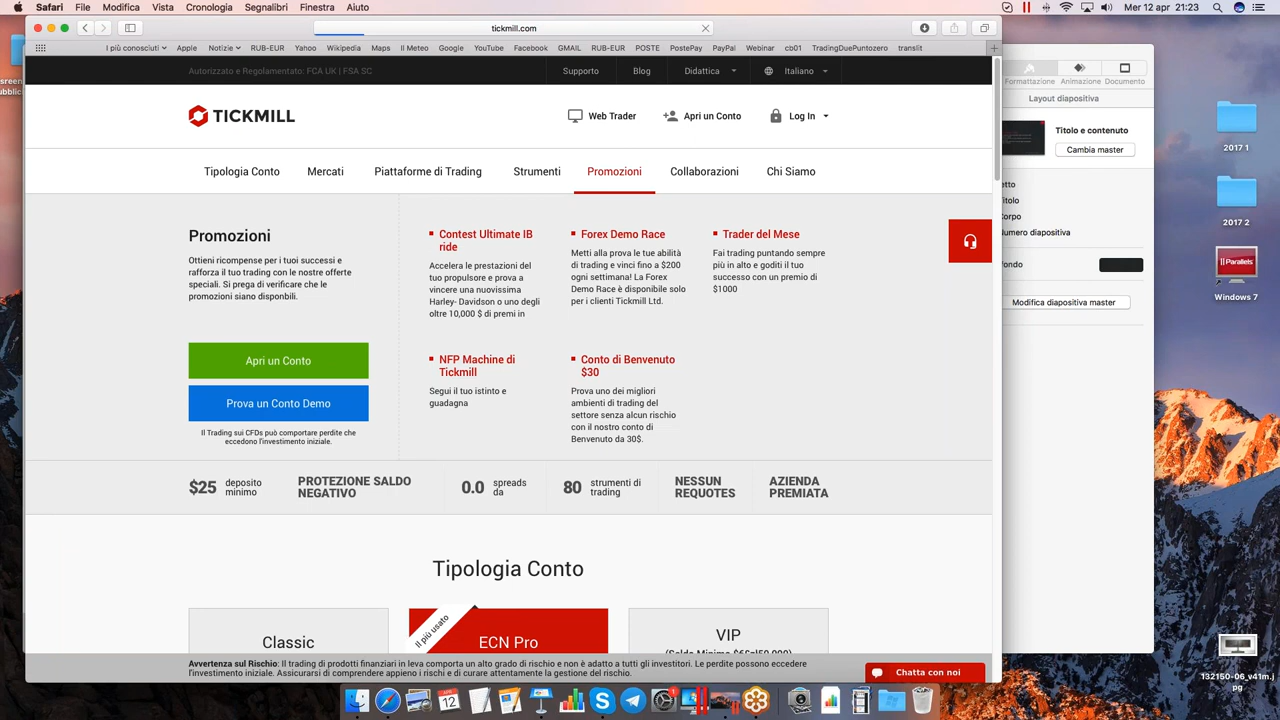 Safari File Modifica Vista Cronologia Segnalibri Finestra Aiuto
Mer 12 apr 21:23
tickmill.com
I più conosciuti Apple Notizie RUB-EUR Yahoo Wikipedia Maps Il Meteo Google YouTube Facebook GMAIL RUB-EUR POSTE PostePay PayPal Webinar cb01 TradingDuePuntozero translit
Autorizzato e Regolamentato: FCA UK | FSA SC
Supporto Blog Didattica Italiano
TICKMILL
Web Trader Apri un Conto Log In
Tipologia Conto Mercati Piattaforme di Trading Strumenti Promozioni Collaborazioni Chi Siamo
Promozioni
Ottieni ricompense per i tuoi successi e
rafforza il tuo trading con le nostre offerte
speciali. Si prega di verificare che le
promozioni siano disponibili.
Apri un Conto
Prova un Conto Demo
Il Trading sui CFDs può comportare perdite che
eccedono l'investimento iniziale.
Contest Ultimate IB
ride
Accelera le prestazioni del
tuo propulsore e prova a
vincere una nuovissima
Harley- Davidson o uno degli
oltre 10,000 $ di premi in
Forex Demo Race
Metti alla prova le tue abilità
di trading e vinci fino a $200
ogni settimana! La Forex
Demo Race è disponibile solo
per i clienti Tickmill Ltd.
Trader del Mese
Fai trading puntando sempre
più in alto e goditi il tuo
successo con un premio di
$1000
NFP Machine di
Tickmill
Segui il tuo istinto e
guadagna
Conto di Benvenuto
$30
Prova uno dei migliori
ambienti di trading del
settore senza alcun rischio
con il nostro conto di
Benvenuto da 30$.
$25 deposito
minimo
PROTEZIONE SALDO
NEGATIVO
0.0 spreads
da
80 strumenti di
trading
NESSUN
REQUOTES
AZIENDA
PREMIATA
Tipologia Conto
Classic
Il più usato
ECN Pro
VIP
Avvertenza sul Rischio: Il trading di prodotti finanziari in leva comporta un alto grado di rischio e non è adatto a tutti gli investitori. Le perdite possono eccedere
l'investimento iniziale. Assicurarsi di comprendere appieno i rischi e di curare attentamente la gestione del rischio.
Chatta con noi
Formattazione Animazione Documento
Layout diapositiva
Titolo e contenuto
Cambia master
etto
itolo
orpo
umero diapositiva
ondo
Modifica diapositiva master
2017 1
2017 2
Parallels
Windows 7
132150-06_v41m.j
pg
12